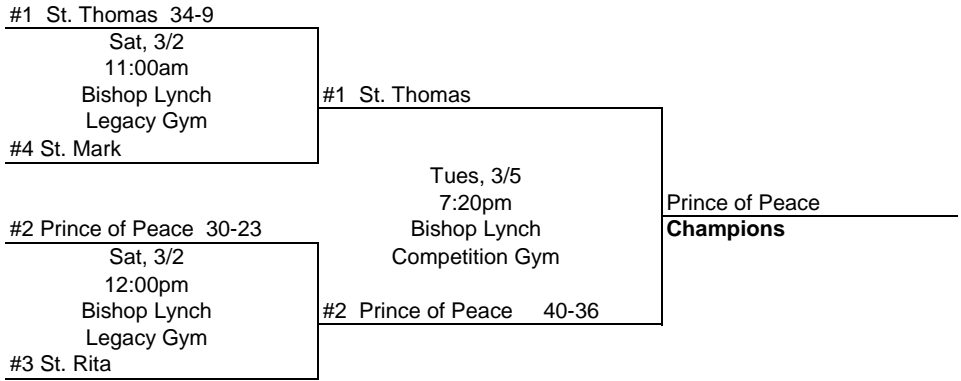 #1 St. Thomas 34-9
Sat, 3/2
11:00am
Bishop Lynch
Legacy Gym
#4 St. Mark
#1 St. Thomas
Tues, 3/5
7:20pm
Bishop Lynch
Competition Gym
Prince of Peace
Champions
#2 Prince of Peace 30-23
Sat, 3/2
12:00pm
Bishop Lynch
Legacy Gym
#3 St. Rita
#2 Prince of Peace 40-36